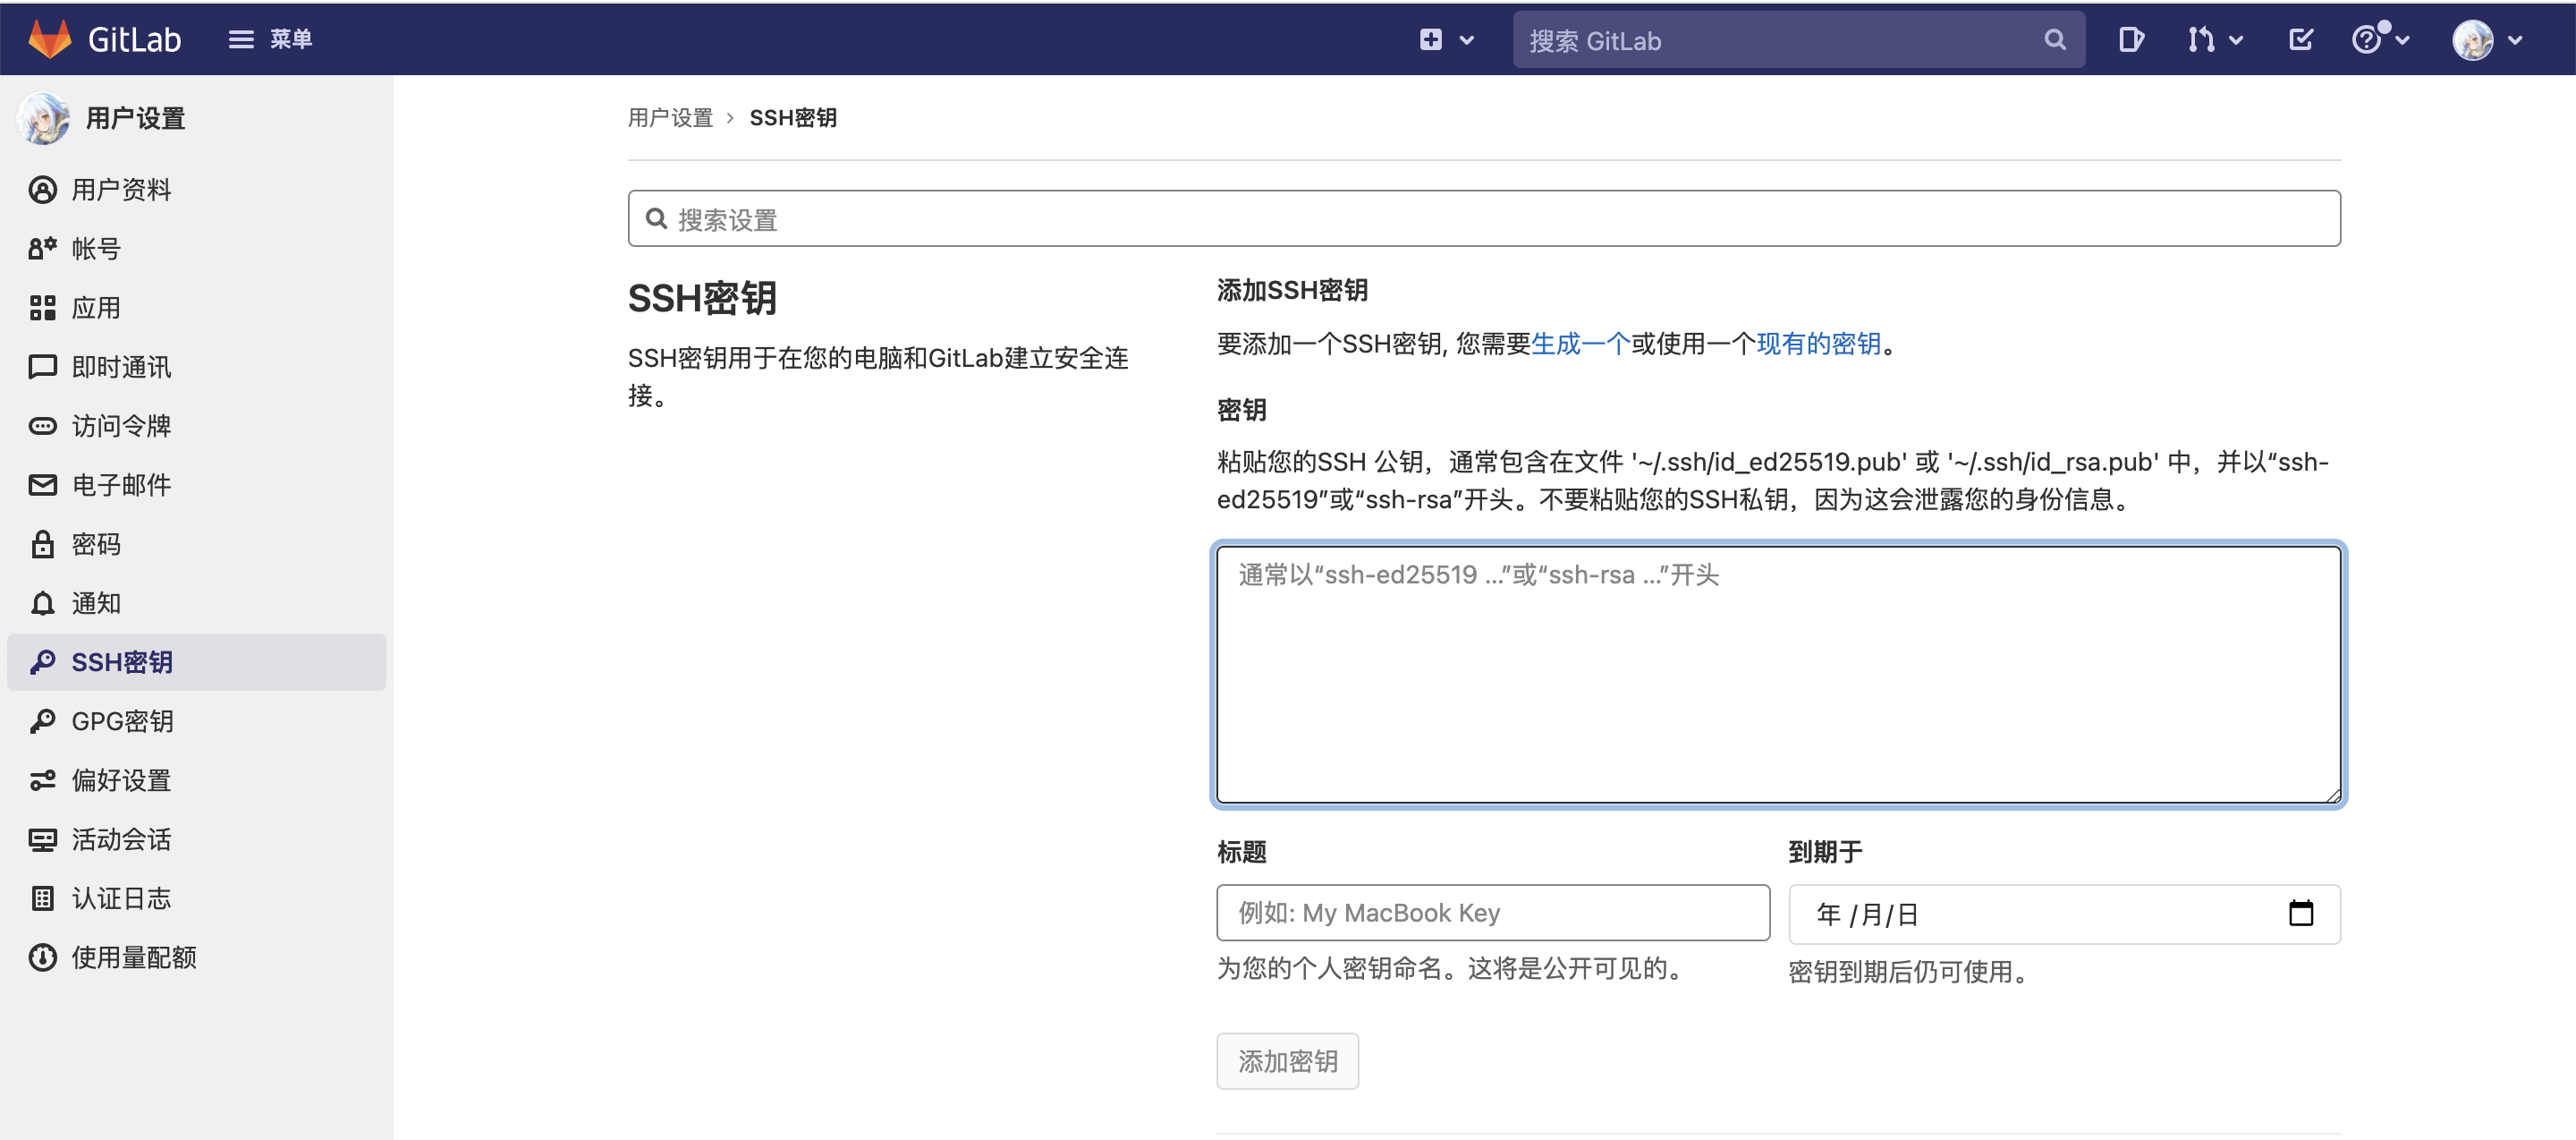 GitLab
菜单
搜索 GitLab
用户设置
用户资料
帐号
应用
即时通讯
访问令牌
电子邮件
密码
通知
SSH密钥
GPG密钥
偏好设置
活动会话
认证日志
使用量配额
用户设置 › SSH密钥
搜索设置
SSH密钥
SSH密钥用于在您的电脑和GitLab建立安全连
接。
添加SSH密钥
要添加一个SSH密钥, 您需要生成一个或使用一个现有的密钥。
密钥
粘贴您的SSH 公钥，通常包含在文件 '~/.ssh/id_ed25519.pub' 或 '~/.ssh/id_rsa.pub' 中，并以“ssh-
ed25519”或“ssh-rsa”开头。不要粘贴您的SSH私钥，因为这会泄露您的身份信息。
通常以“ssh-ed25519 ...”或“ssh-rsa ...”开头
标题
例如: My MacBook Key
为您的个人密钥命名。这将是公开可见的。
到期于
年 /月/日
密钥到期后仍可使用。
添加密钥